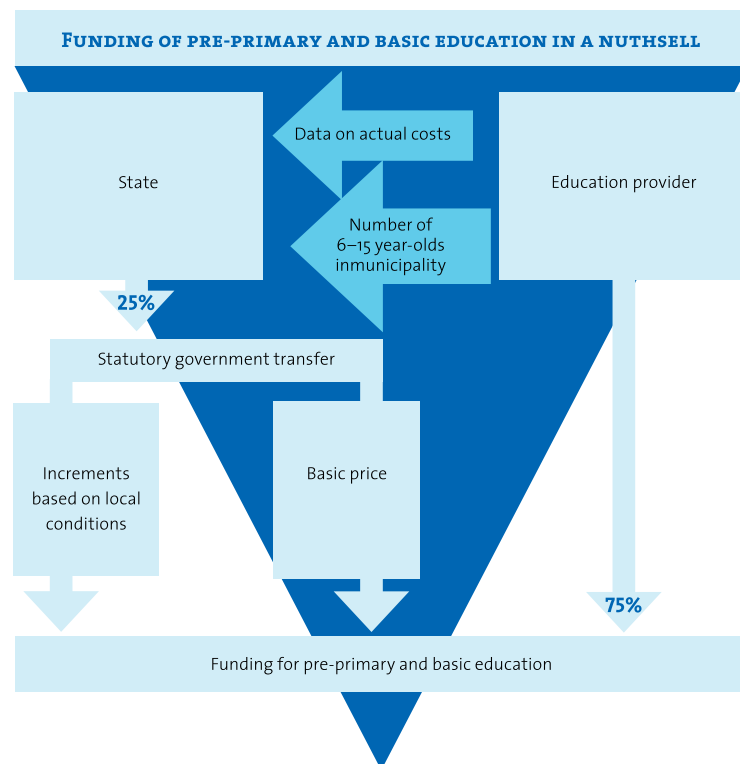 Funding of pre-primary and basic education in a nuthsell
Data on actual costs
State
Education provider
Number of
6–15 year-olds
inmunicipality
25%
Statutory government transfer
Increments
based on local
conditions
Basic price
75%
Funding for pre-primary and basic education